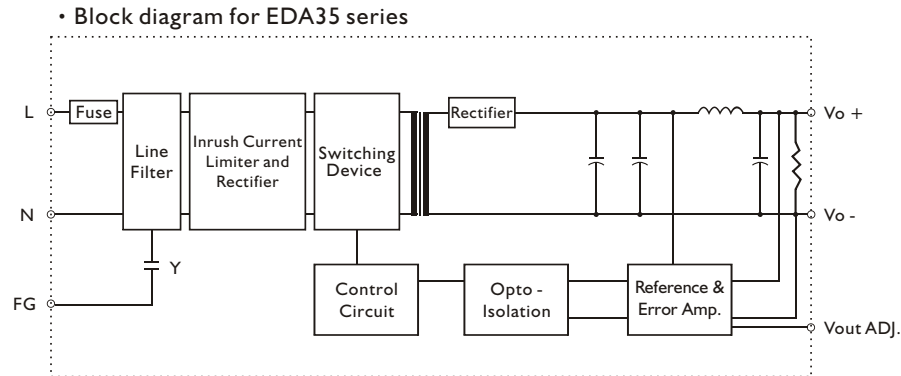 • Block diagram for EDA35 series
L
Fuse
Line
Filter
Inrush Current
Limiter and
Rectifier
Switching
Device
Rectifier
Vo +
N
Vo -
Y
FG
Control
Circuit
Opto -
Isolation
Reference &
Error Amp.
Vout ADJ.